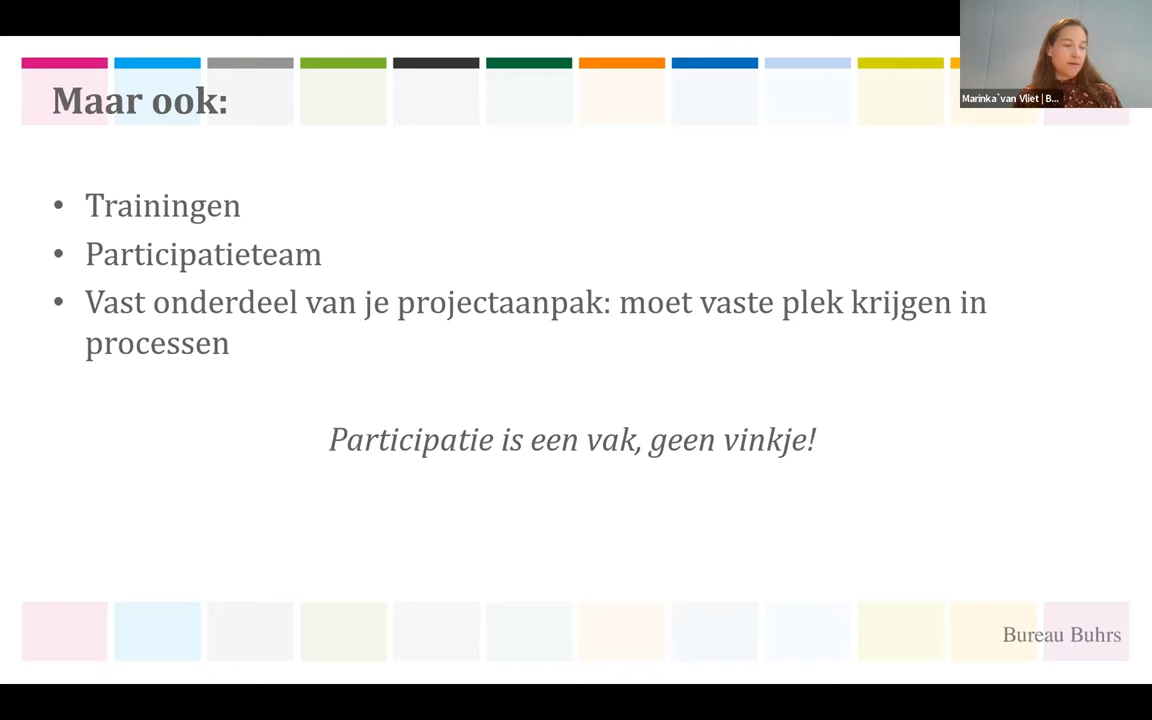 Marinka`van Vliet | B...
Maar ook:
• Trainingen
• Participatieteam
• Vast onderdeel van je projectaanpak: moet vaste plek krijgen in
processen
Participatie is een vak, geen vinkje!
Bureau Buhrs